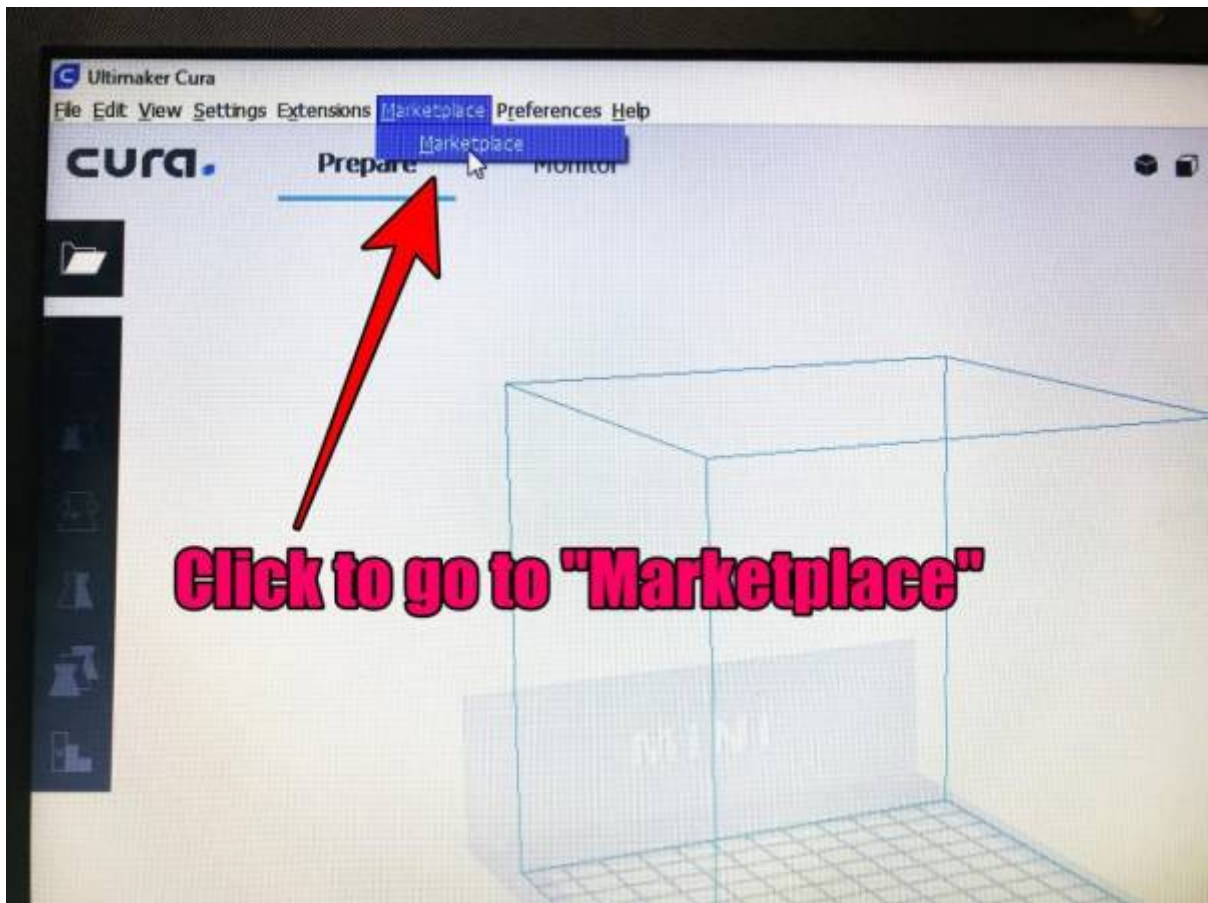 Ultimaker Cura
File Edit View Settings Extensions Marketplace Preferences Help
Marketplace
cura.
Prepare
Monitor
Click to go to "Marketplace"
MINI